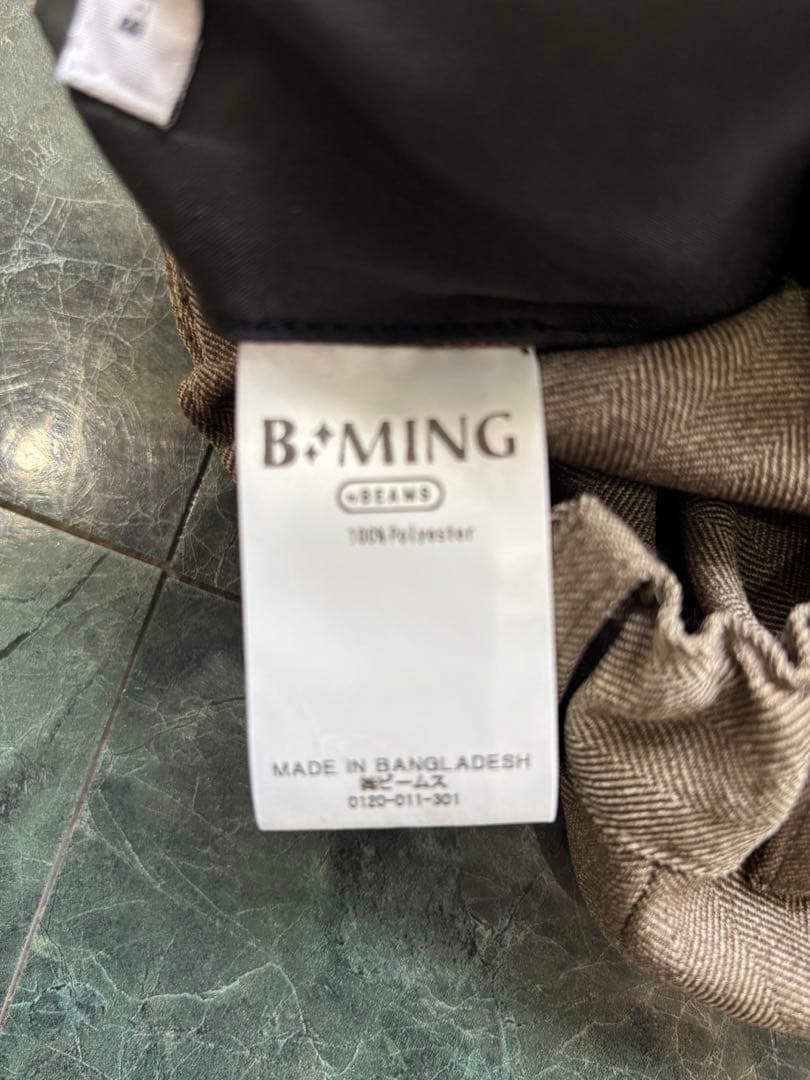 B MING
by BEAMS
100% Polyester
MADE IN BANGLADESH
㈱ビームス
0120-011-301